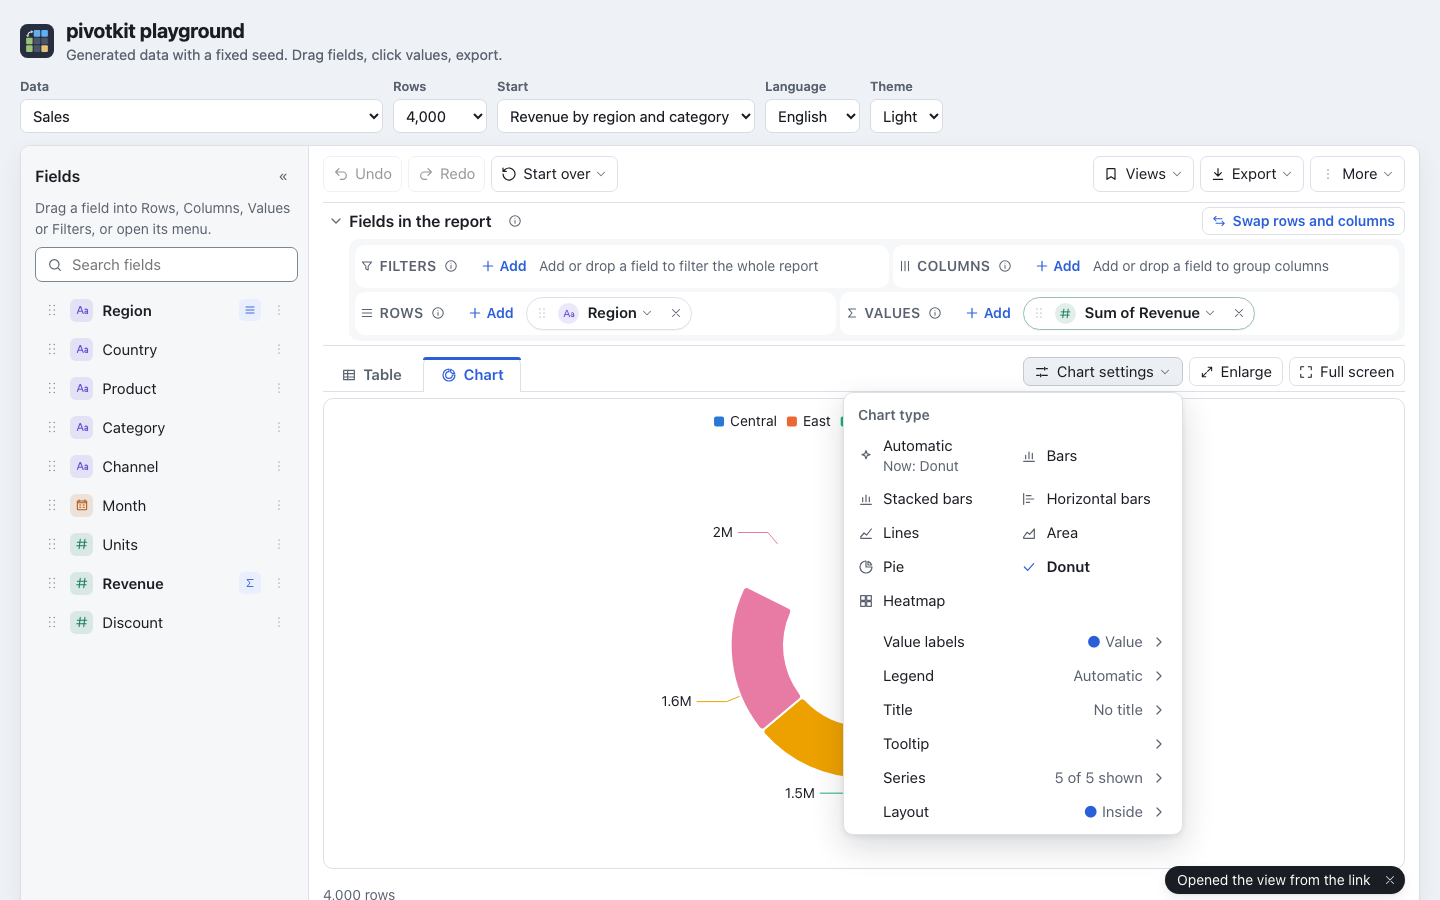 pivotkit playground
Generated data with a fixed seed. Drag fields, click values, export.
Data
Rows
Start
Language
Theme
Sales
4,000
Revenue by region and category
English
Light
Fields
«
Drag a field into Rows, Columns, Values
or Filters, or open its menu.
Search fields
Aa Region
Aa Country
Aa Product
Aa Category
Aa Channel
Month
# Units
# Revenue Σ
# Discount
Undo
Redo
Start over
Views
Export
More
Fields in the report
Swap rows and columns
FILTERS
+ Add
Add or drop a field to filter the whole report
COLUMNS
+ Add
Add or drop a field to group columns
ROWS
+ Add
Aa Region ×
Σ VALUES
+ Add
# Sum of Revenue ×
Table
Chart
Chart settings
Enlarge
Full screen
Central
East
2M
1.6M
1.5M
Chart type
Automatic
Now: Donut
Bars
Stacked bars
Horizontal bars
Lines
Area
Pie
Donut
Heatmap
Value labels Value
Legend Automatic
Title No title
Tooltip
Series 5 of 5 shown
Layout Inside
4,000 rows
Opened the view from the link ×